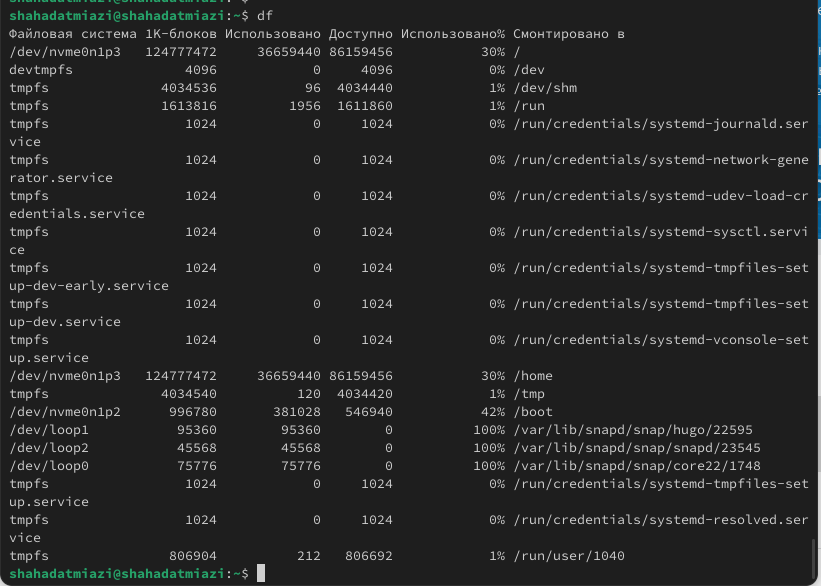 shahadatmiazi@shahadatmiazi:~$ df
Файловая система 1K-блоков Использовано Доступно Использовано% Смонтировано в
/dev/nvme0n1p3 124777472 36659440 86159456 30% /
devtmpfs 4096 0 4096 0% /dev
tmpfs 4034536 96 4034440 1% /dev/shm
tmpfs 1613816 1956 1611860 1% /run
tmpfs 1024 0 1024 0% /run/credentials/systemd-journald.ser
vice
tmpfs 1024 0 1024 0% /run/credentials/systemd-network-gene
rator.service
tmpfs 1024 0 1024 0% /run/credentials/systemd-udev-load-cr
edentials.service
tmpfs 1024 0 1024 0% /run/credentials/systemd-sysctl.servi
ce
tmpfs 1024 0 1024 0% /run/credentials/systemd-tmpfiles-set
up-dev-early.service
tmpfs 1024 0 1024 0% /run/credentials/systemd-tmpfiles-set
up-dev.service
tmpfs 1024 0 1024 0% /run/credentials/systemd-vconsole-set
up.service
/dev/nvme0n1p3 124777472 36659440 86159456 30% /home
tmpfs 4034540 120 4034420 1% /tmp
/dev/nvme0n1p2 996780 381028 546940 42% /boot
/dev/loop1 95360 95360 0 100% /var/lib/snapd/snap/hugo/22595
/dev/loop2 45568 45568 0 100% /var/lib/snapd/snap/snapd/23545
/dev/loop0 75776 75776 0 100% /var/lib/snapd/snap/core22/1748
tmpfs 1024 0 1024 0% /run/credentials/systemd-tmpfiles-set
up.service
tmpfs 1024 0 1024 0% /run/credentials/systemd-resolved.ser
vice
tmpfs 806904 212 806692 1% /run/user/1040
shahadatmiazi@shahadatmiazi:~$